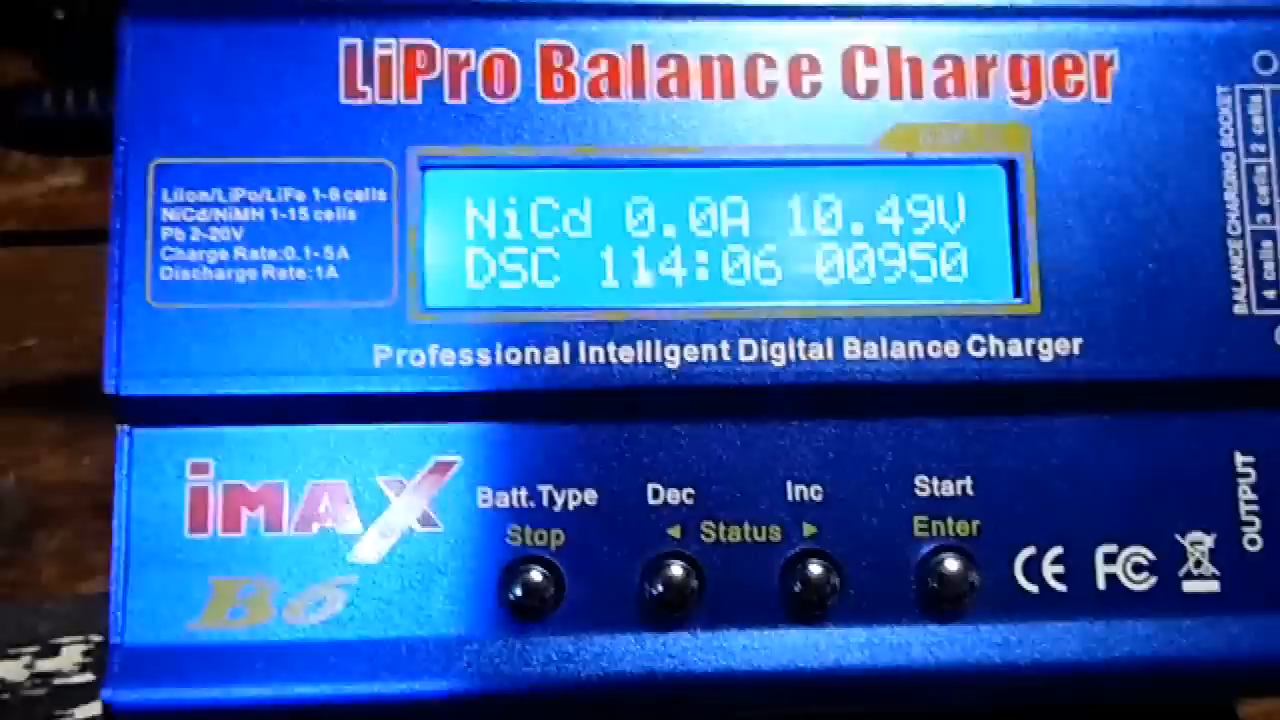 LiPro Balance Charger
LiIon/LiPo/LiFe 1-6 cells
NiCd/NiMH 1-15 cells
Pb 2-20V
Charge Rate:0.1-5A
Discharge Rate:1A
NiCd 0.0A 10.49V
DSC 114:06 00950
Professional Intelligent Digital Balance Charger
BALANCE CHARGING SOCKET
4 cells
3 cells
2 cells
iMAX
B6
Batt.Type
Stop
Dec
Inc
◄ Status ►
Start
Enter
CE FC
OUTPUT